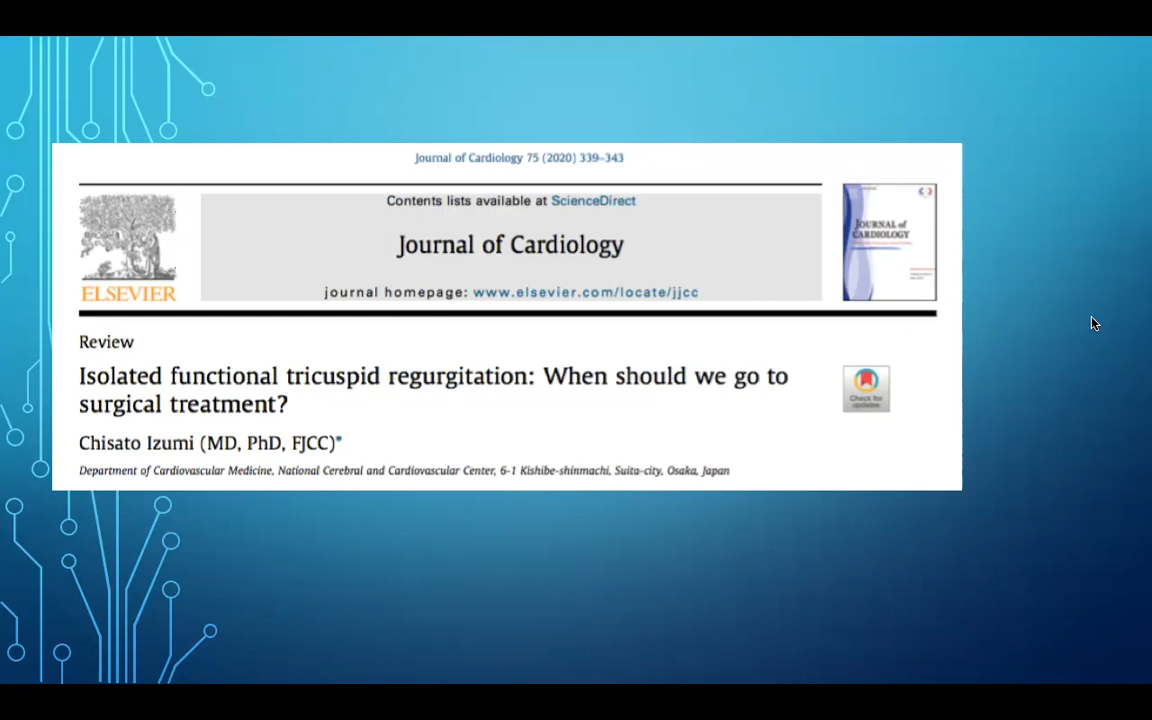 Journal of Cardiology 75 (2020) 339–343
Contents lists available at ScienceDirect
Journal of Cardiology
journal homepage: www.elsevier.com/locate/jjcc
ELSEVIER
JOURNAL of
CARDIOLOGY
Review
Isolated functional tricuspid regurgitation: When should we go to
surgical treatment?
Check for
updates
Chisato Izumi (MD, PhD, FJCC)*
Department of Cardiovascular Medicine, National Cerebral and Cardiovascular Center, 6-1 Kishibe-shinmachi, Suita-city, Osaka, Japan